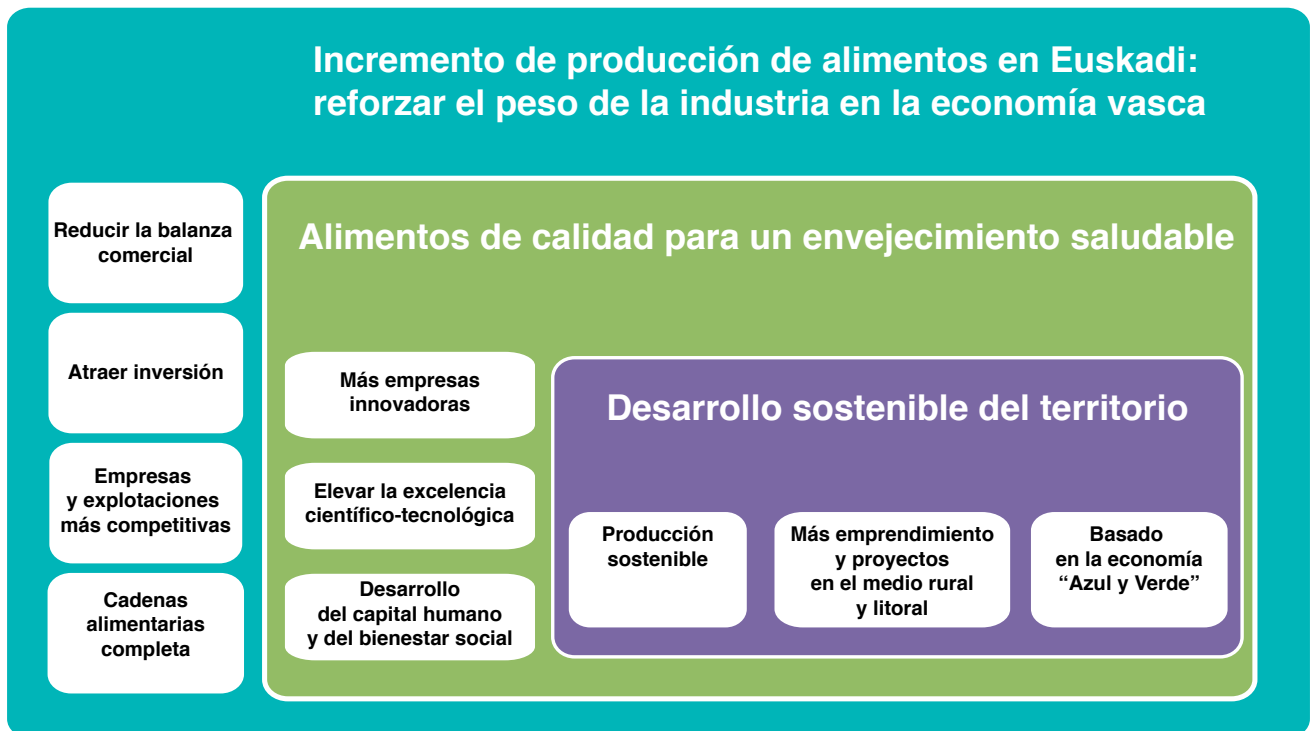 Incremento de producción de alimentos en Euskadi:
reforzar el peso de la industria en la economía vasca
Reducir la balanza
comercial
Atraer inversión
Empresas
y explotaciones
más competitivas
Cadenas
alimentarias
completa
Alimentos de calidad para un envejecimiento saludable
Más empresas
innovadoras
Elevar la excelencia
científico-tecnológica
Desarrollo
del capital humano
y del bienestar social
Desarrollo sostenible del territorio
Producción
sostenible
Más emprendimiento
y proyectos
en el medio rural
y litoral
Basado
en la economía
“Azul y Verde”